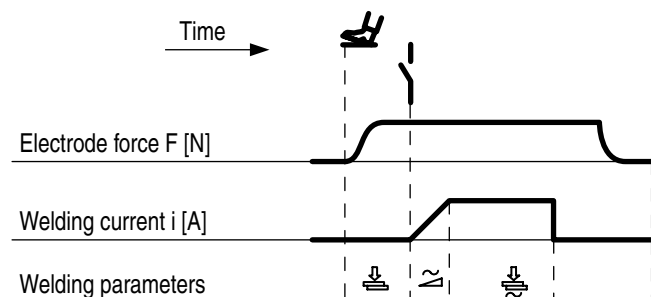 Time
Electrode force F [N]
Welding current i [A]
Welding parameters